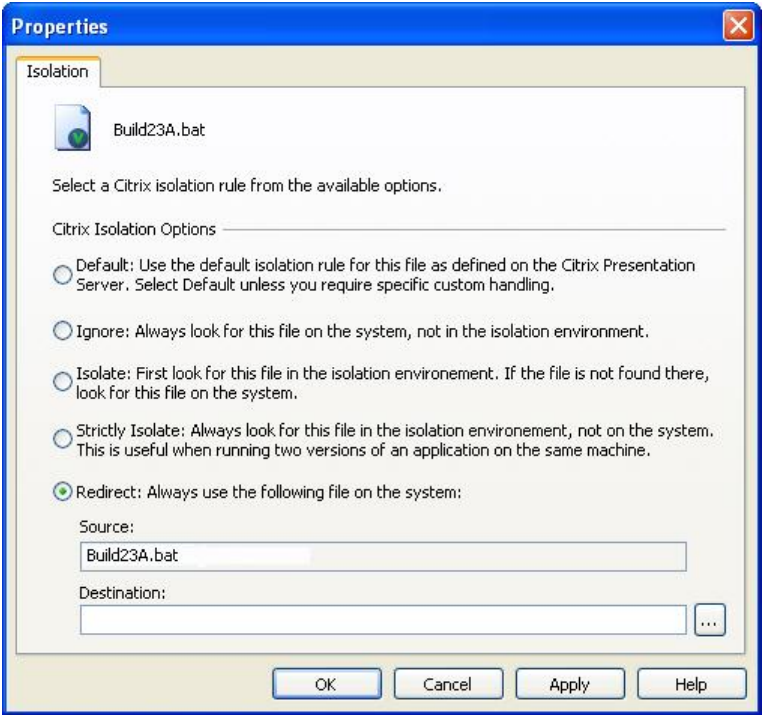 Properties
Isolation
Build23A.bat
Select a Citrix isolation rule from the available options.
Citrix Isolation Options
Default: Use the default isolation rule for this file as defined on the Citrix Presentation
Server. Select Default unless you require specific custom handling.
Ignore: Always look for this file on the system, not in the isolation environment.
Isolate: First look for this file in the isolation environement. If the file is not found there,
look for this file on the system.
Strictly Isolate: Always look for this file in the isolation environement, not on the system.
This is useful when running two versions of an application on the same machine.
Redirect: Always use the following file on the system:
Source:
Build23A.bat
Destination:
...
OK Cancel Apply Help